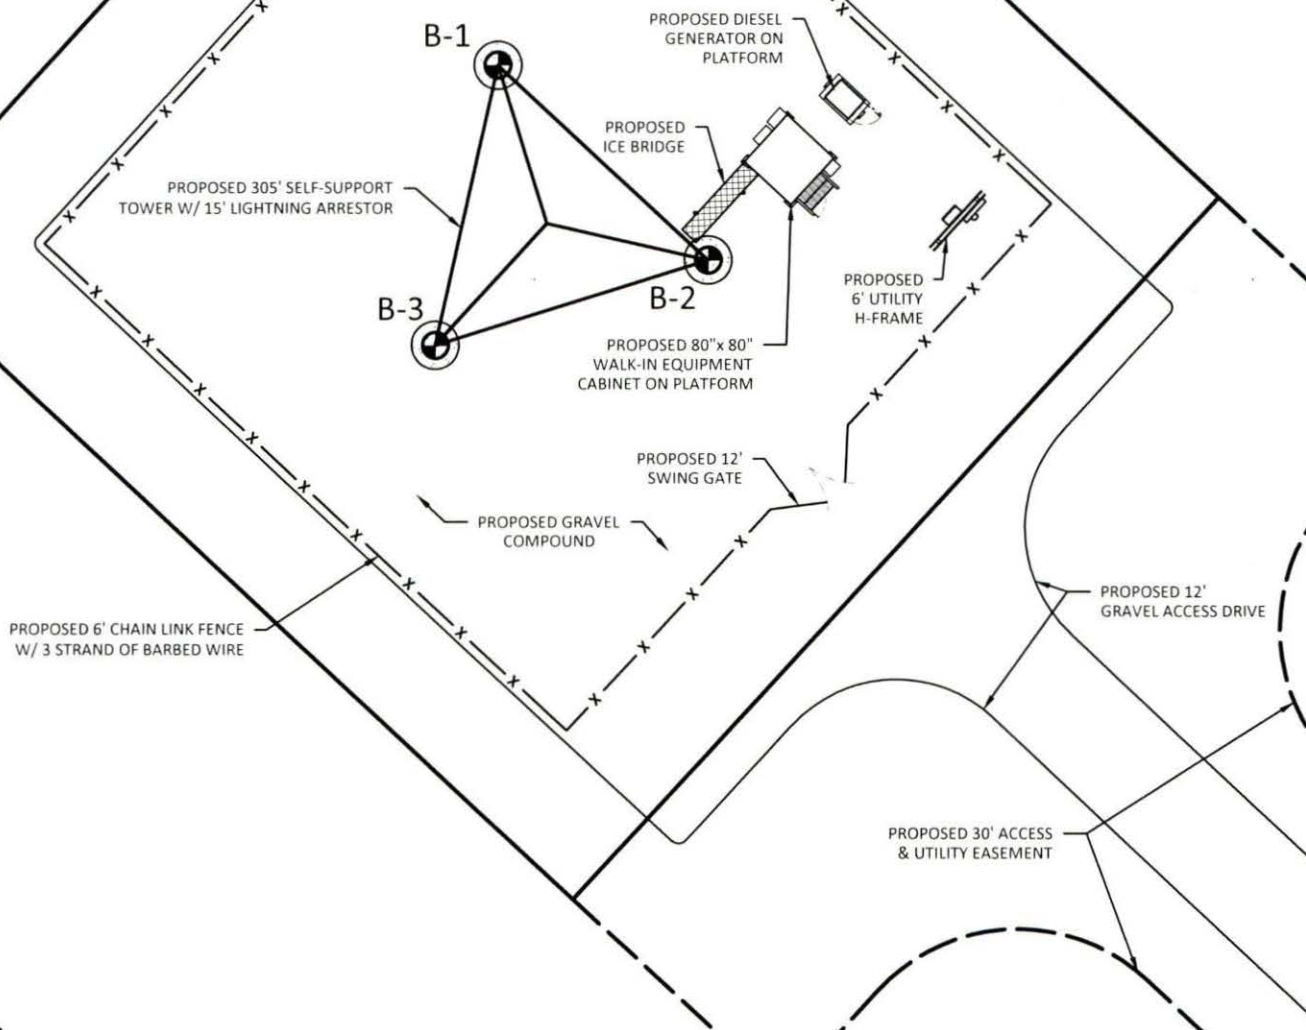 PROPOSED DIESEL
GENERATOR ON
PLATFORM
B-1
PROPOSED
ICE BRIDGE
PROPOSED 305' SELF-SUPPORT
TOWER W/ 15' LIGHTNING ARRESTOR
B-3
B-2
PROPOSED
6' UTILITY
H-FRAME
PROPOSED 80"x 80"
WALK-IN EQUIPMENT
CABINET ON PLATFORM
PROPOSED 12'
SWING GATE
PROPOSED GRAVEL
COMPOUND
PROPOSED 12'
GRAVEL ACCESS DRIVE
PROPOSED 6' CHAIN LINK FENCE
W/ 3 STRAND OF BARBED WIRE
PROPOSED 30' ACCESS
& UTILITY EASEMENT